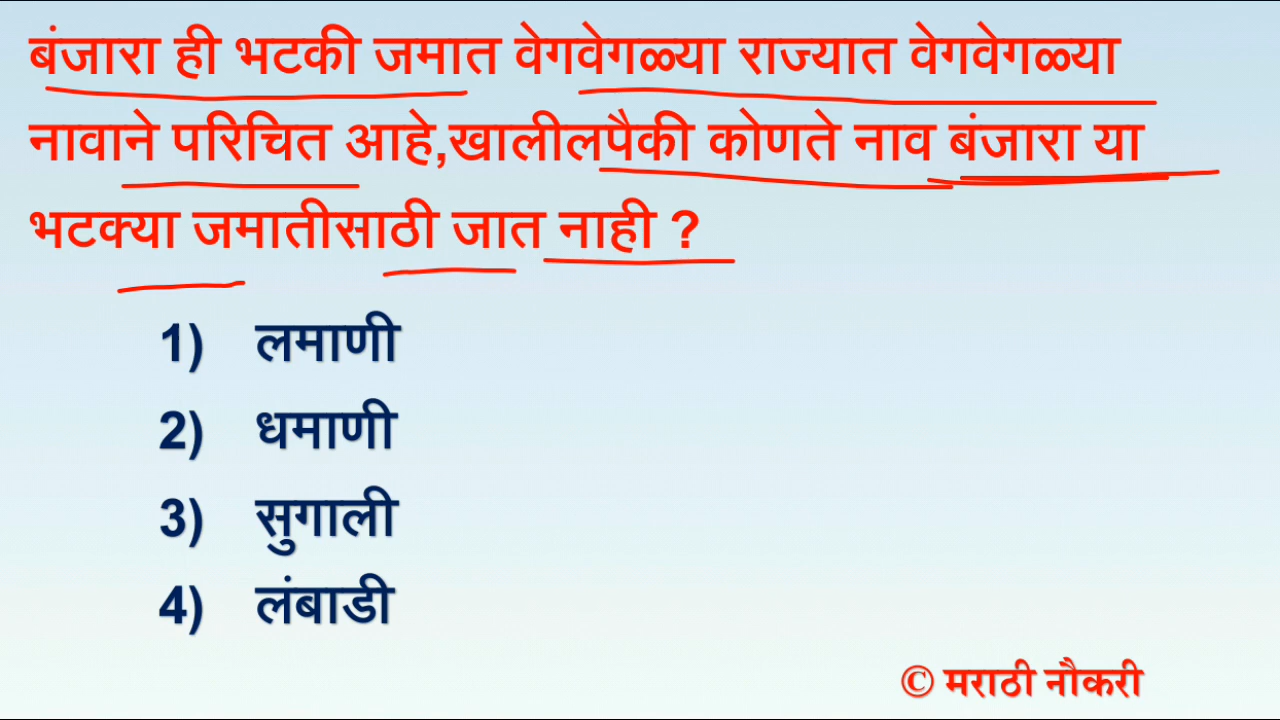 बंजारा ही भटकी जमात वेगवेगळ्या राज्यात वेगवेगळ्या
नावाने परिचित आहे,खालीलपैकी कोणते नाव बंजारा या
भटक्या जमातीसाठी जात नाही ?
1) लमाणी
2) धमाणी
3) सुगाली
4) लंबाडी
© मराठी नौकरी